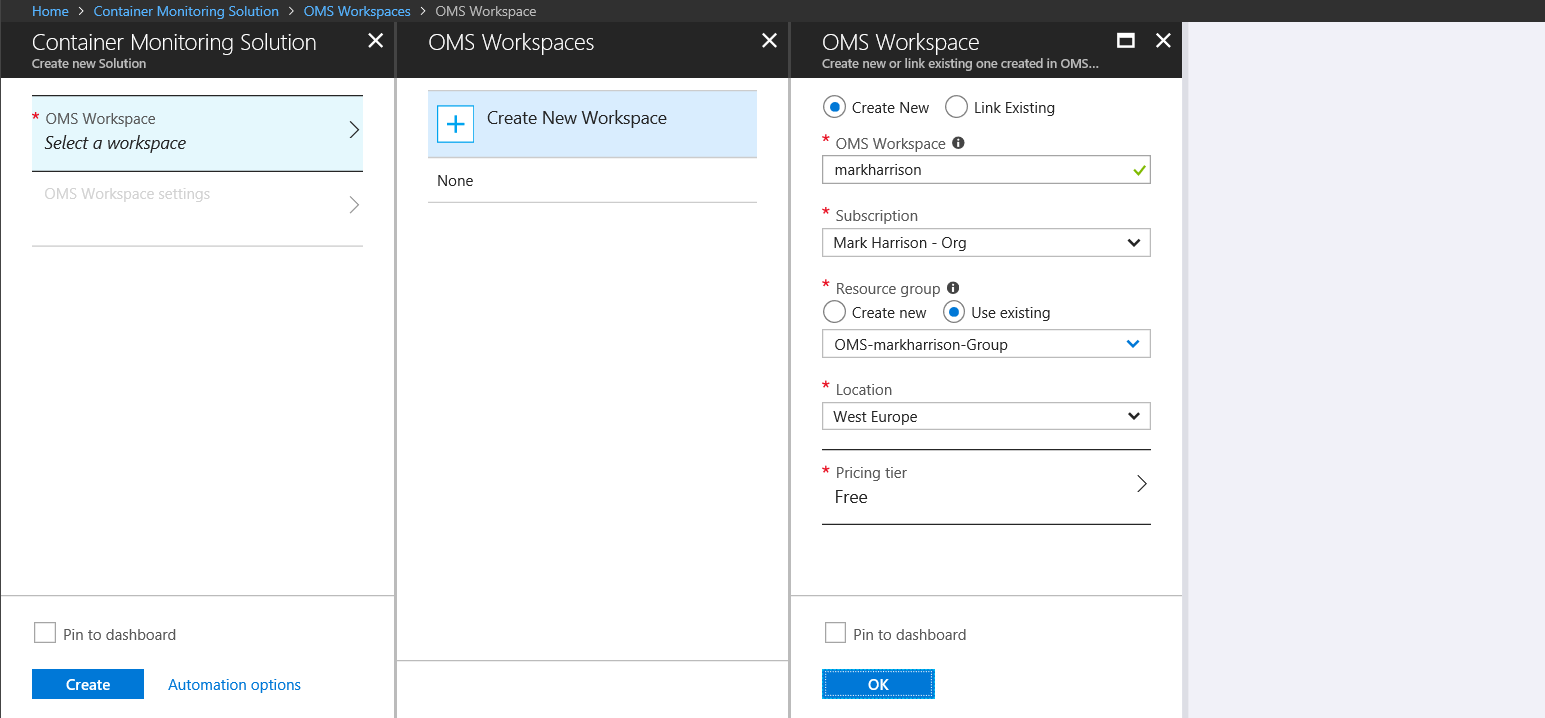 Home > Container Monitoring Solution > OMS Workspaces > OMS Workspace
Container Monitoring Solution
Create new Solution
* OMS Workspace
Select a workspace
OMS Workspace settings
Pin to dashboard
Create
Automation options
OMS Workspaces
Create New Workspace
None
OMS Workspace
Create new or link existing one created in OMS...
Create New Link Existing
* OMS Workspace
markharrison
* Subscription
Mark Harrison - Org
* Resource group
Create new Use existing
OMS-markharrison-Group
* Location
West Europe
* Pricing tier
Free
Pin to dashboard
OK